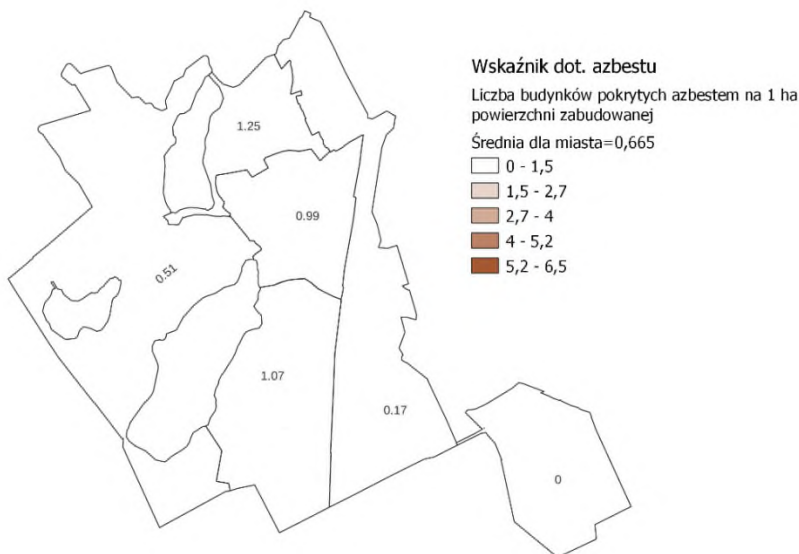 Wskaźnik dot. azbestu
Liczba budynków pokrytych azbestem na 1 ha
powierzchni zabudowanej
Średnia dla miasta=0,665
0 - 1,5
1,5 - 2,7
2,7 - 4
4 - 5,2
5,2 - 6,5
1.25
0.99
0.51
1.07
0.17
0